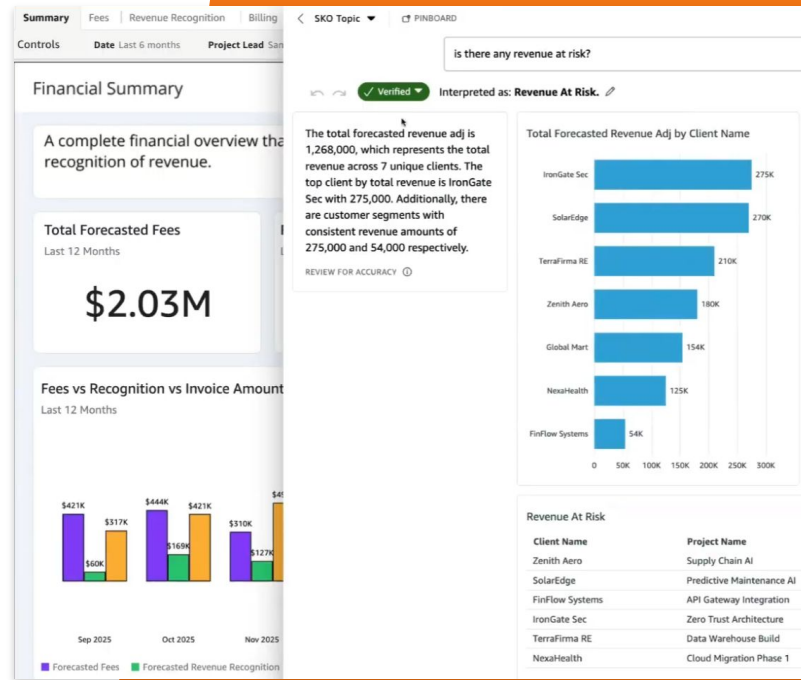 Summary Fees Revenue Recognition Billing
Controls Date Last 6 months Project Lead San
Financial Summary
A complete financial overview tha
recognition of revenue.
Total Forecasted Fees
Last 12 Months
$2.03M
Fees vs Recognition vs Invoice Amount
Last 12 Months
$421K $60K $317K
$444K $169K $421K
$310K $127K
Sep 2025 Oct 2025 Nov 2025
Forecasted Fees Forecasted Revenue Recognition
SKO Topic PINBOARD
is there any revenue at risk?
Verified Interpreted as: Revenue At Risk.
The total forecasted revenue adj is
1,268,000, which represents the total
revenue across 7 unique clients. The
top client by total revenue is IronGate
Sec with 275,000. Additionally, there
are customer segments with
consistent revenue amounts of
275,000 and 54,000 respectively.
REVIEW FOR ACCURACY
Total Forecasted Revenue Adj by Client Name
IronGate Sec 275K
SolarEdge 270K
TerraFirma RE 210K
Zenith Aero 180K
Global Mart 154K
NexaHealth 125K
FinFlow Systems 54K
0 50K 100K 150K 200K 250K 300K
Revenue At Risk
Client Name Project Name
Zenith Aero Supply Chain AI
SolarEdge Predictive Maintenance AI
FinFlow Systems API Gateway Integration
IronGate Sec Zero Trust Architecture
TerraFirma RE Data Warehouse Build
NexaHealth Cloud Migration Phase 1